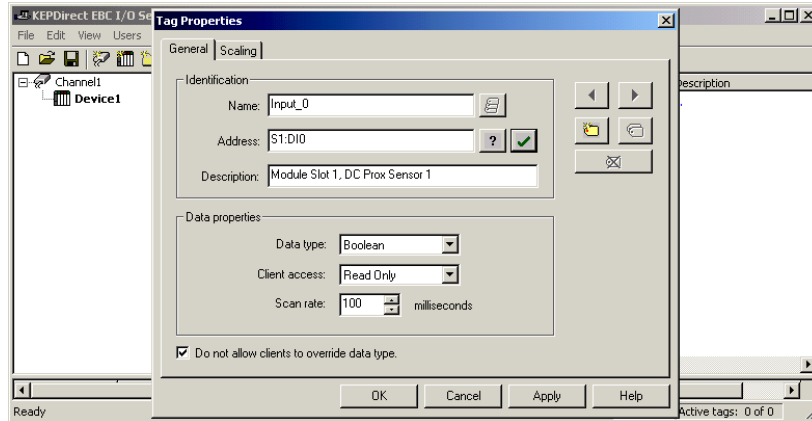 KEPDirect EBC I/O Se
Tag Properties
File Edit View Users
General Scaling
Channel1
Device1
Description
Identification
Name: Input_0
Address: S1:DI0 ?
Description: Module Slot 1, DC Prox Sensor 1
Data properties
Data type: Boolean
Client access: Read Only
Scan rate: 100 milliseconds
Do not allow clients to override data type.
OK Cancel Apply Help
Ready
Active tags: 0 of 0